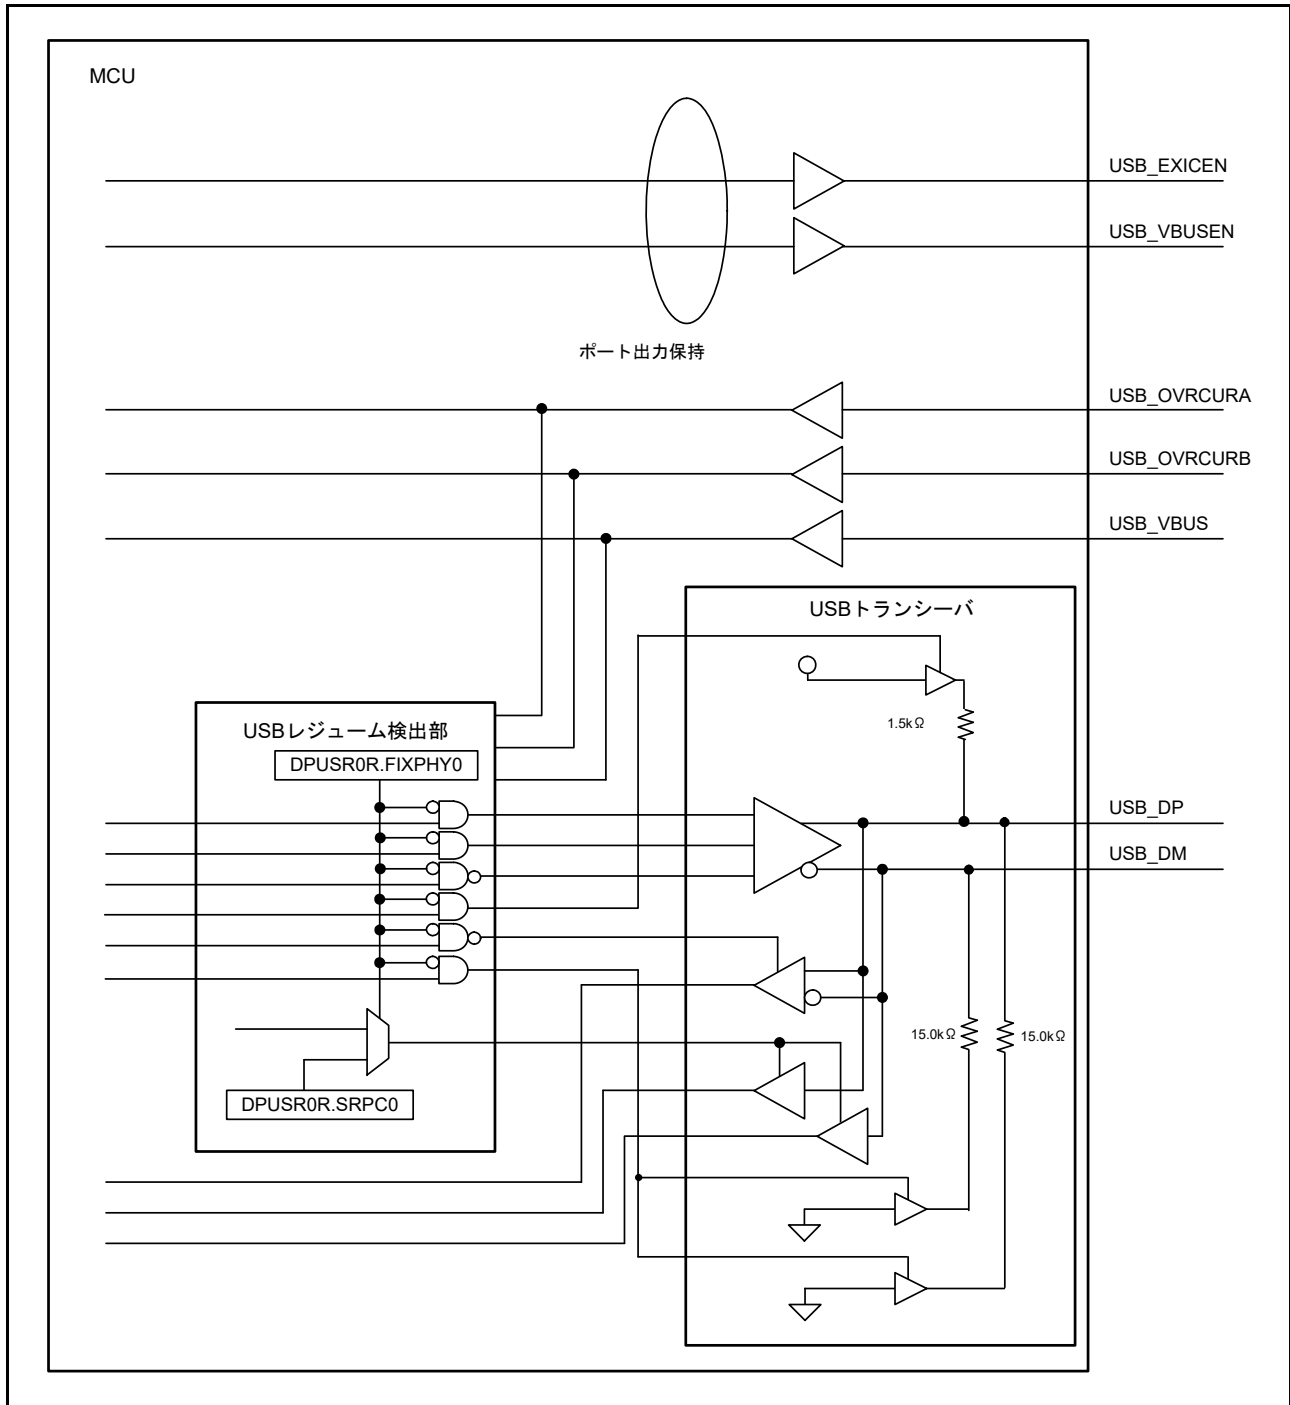 MCU
USB_EXICEN
USB_VBUSEN
ポート出力保持
USB_OVRCURA
USB_OVRCURB
USB_VBUS
USBトランシーバ
1.5kΩ
USBレジューム検出部
DPUSR0R.FIXPHY0
USB_DP
USB_DM
15.0kΩ
15.0kΩ
DPUSR0R.SRPC0